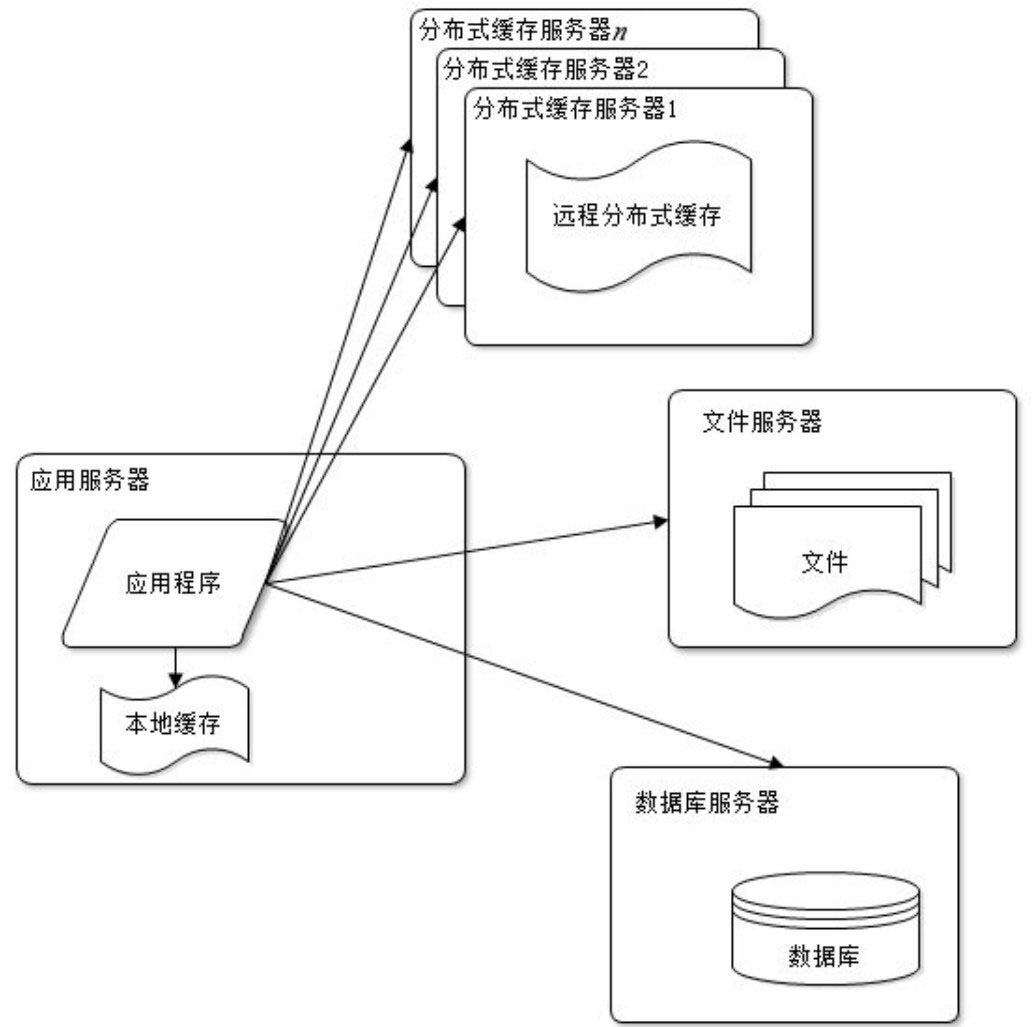 分布式缓存服务器n
分布式缓存服务器2
分布式缓存服务器1
远程分布式缓存
文件服务器
文件
应用服务器
应用程序
本地缓存
数据库服务器
数据库